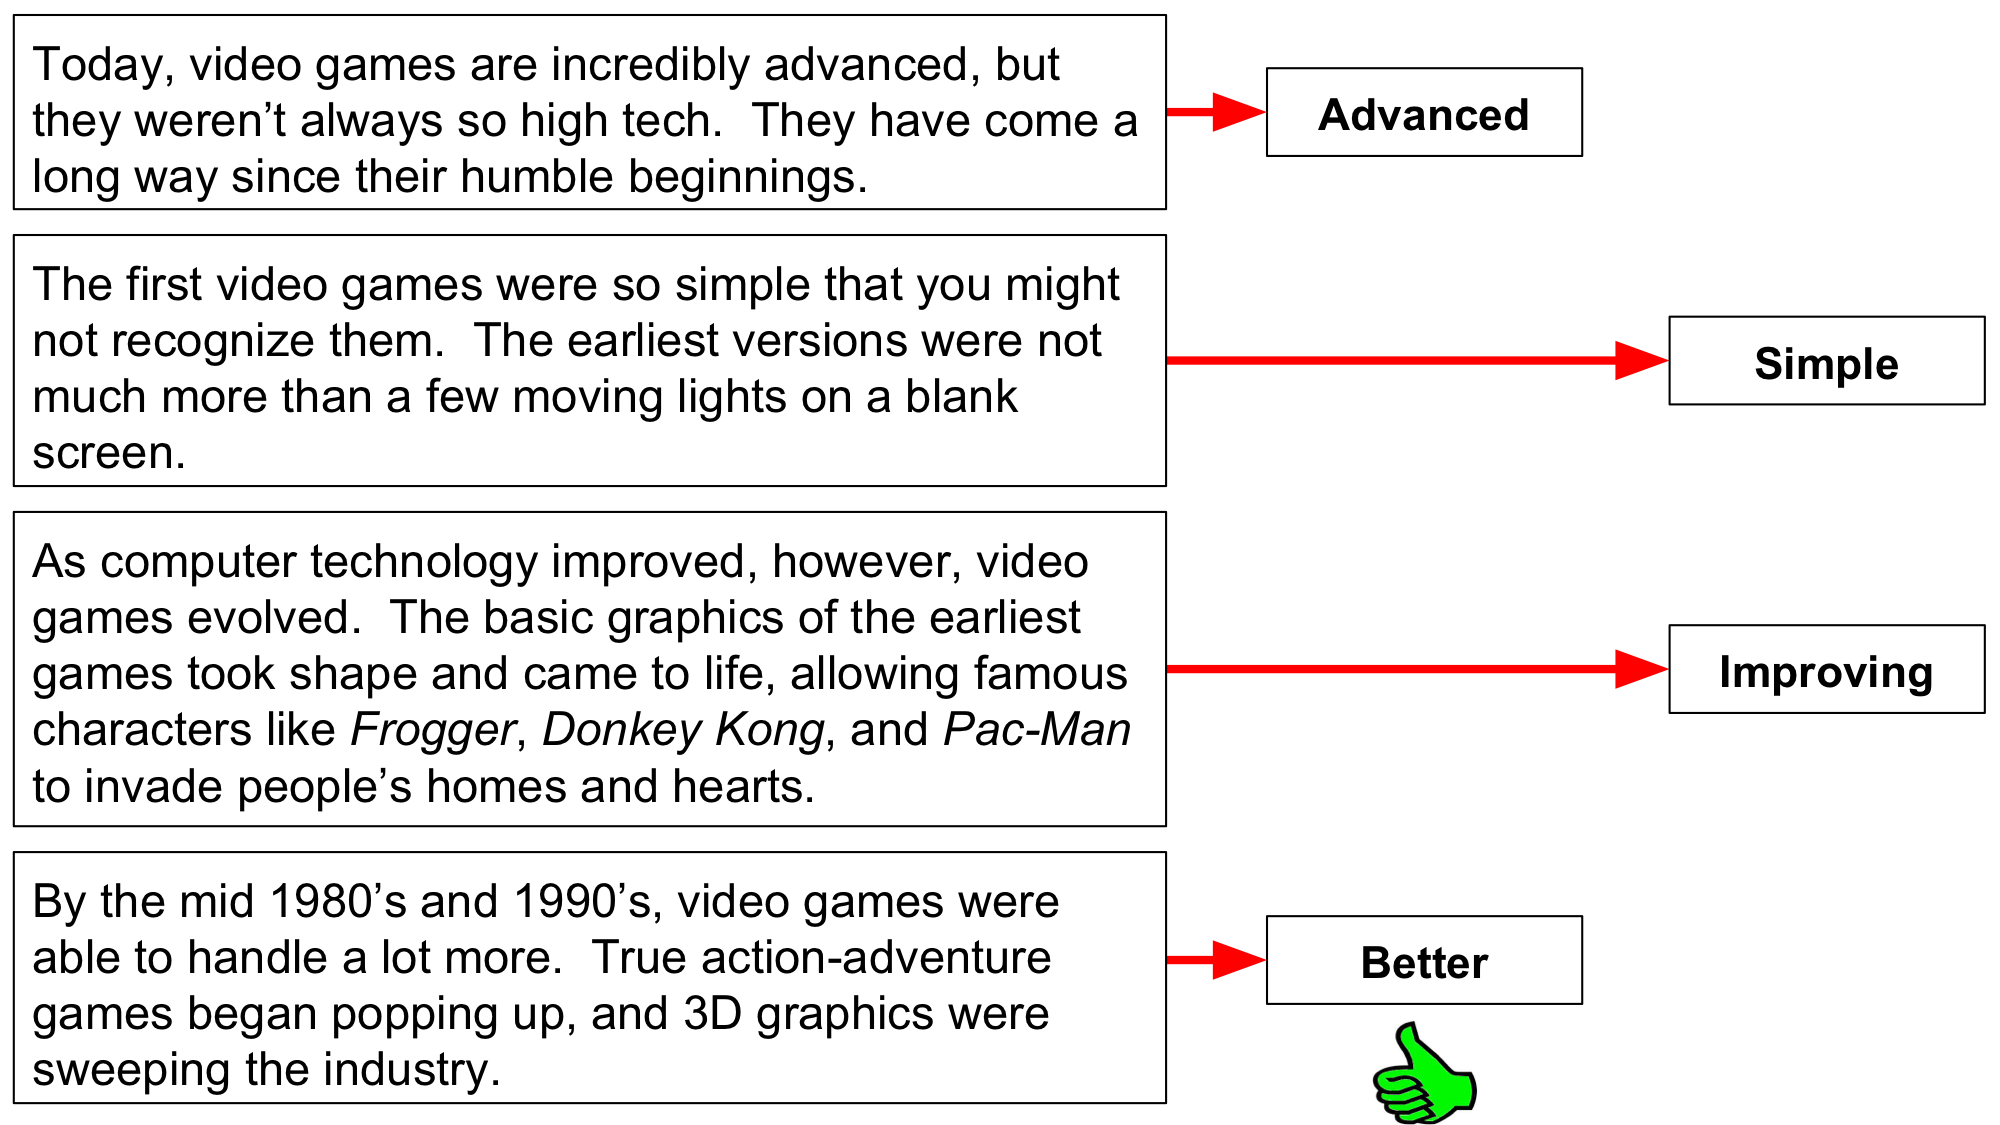 Today, video games are incredibly advanced, but
they weren’t always so high tech.  They have come a
long way since their humble beginnings.
Advanced
The first video games were so simple that you might
not recognize them.  The earliest versions were not
much more than a few moving lights on a blank
screen.
Simple
As computer technology improved, however, video
games evolved.  The basic graphics of the earliest
games took shape and came to life, allowing famous
characters like Frogger, Donkey Kong, and Pac-Man
to invade people’s homes and hearts.
Improving
By the mid 1980’s and 1990’s, video games were
able to handle a lot more.  True action-adventure
games began popping up, and 3D graphics were
sweeping the industry.
Better